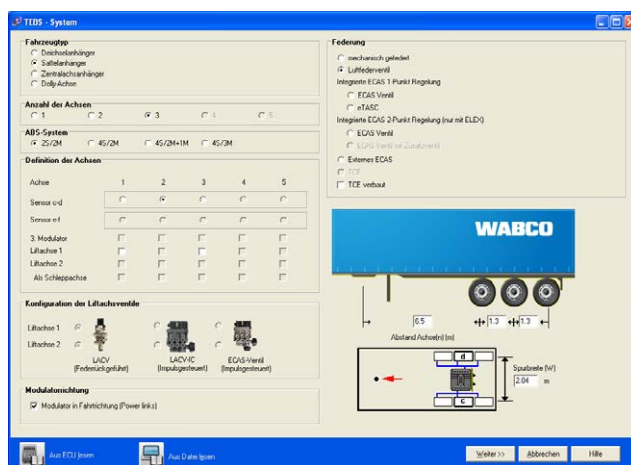 TEDS - System
Fahrzeugtyp
Deichselanhänger
Sattelanhänger
Zentralachsanhänger
Dolly-Achse
Anzahl der Achsen
1 2 3 4 5
ABS-System
2S/2M 4S/2M 4S/2M+1M 4S/3M
Definition der Achsen
Achse 1 2 3 4 5
Sensor c-d
Sensor e-f
3. Modulator
Liftachse 1
Liftachse 2
Als Schleppachse
Konfiguration der Liftachsventile
Liftachse 1
Liftachse 2
LACV
(Federrückgeführt)
LACV-IC
(Impulsgesteuert)
ECAS-Ventil
(Impulsgesteuert)
Modulatorrichtung
Modulator in Fahrtrichtung (Power links)
Federung
mechanisch gefedert
Luftfederventil
Integrierte ECAS 1-Punkt Regelung
ECAS Ventil
eTASC
Integrierte ECAS 2-Punkt Regelung (nur mit ELEX)
ECAS Ventil
ECAS Ventil mit Zusatzventil
Externes ECAS
TCE
TCE verbaut
WABCO
6.5 1.3 1.3
Abstand Achse(n) [m]
d
c
Spurbreite [W]
2.04 m
Aus ECU lesen
Aus Datei lesen
Weiter >> Abbrechen Hilfe